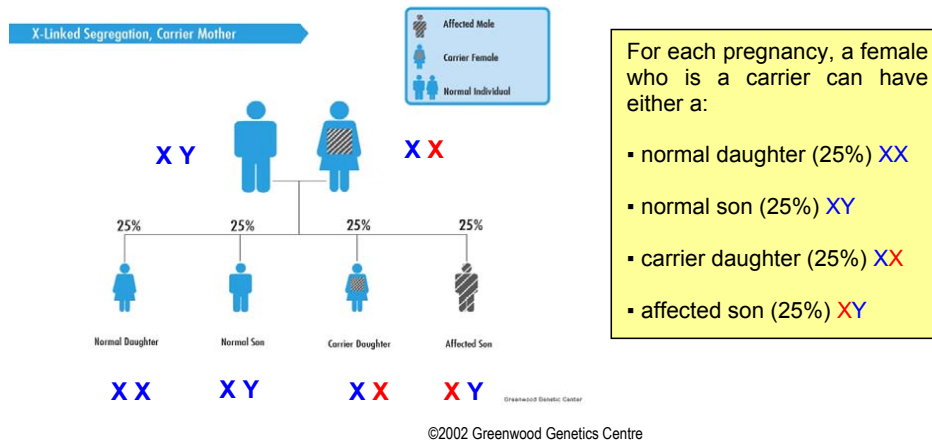 X-Linked Segregation, Carrier Mother
Affected Male
Carrier Female
Normal Individual
X Y
X X
25%
25%
25%
25%
Normal Daughter
Normal Son
Carrier Daughter
Affected Son
X X
X Y
X X
X Y
Greenwood Genetic Center
©2002 Greenwood Genetics Centre
For each pregnancy, a female
who is a carrier can have
either a:
▪ normal daughter (25%) XX
▪ normal son (25%) XY
▪ carrier daughter (25%) XX
▪ affected son (25%) XY